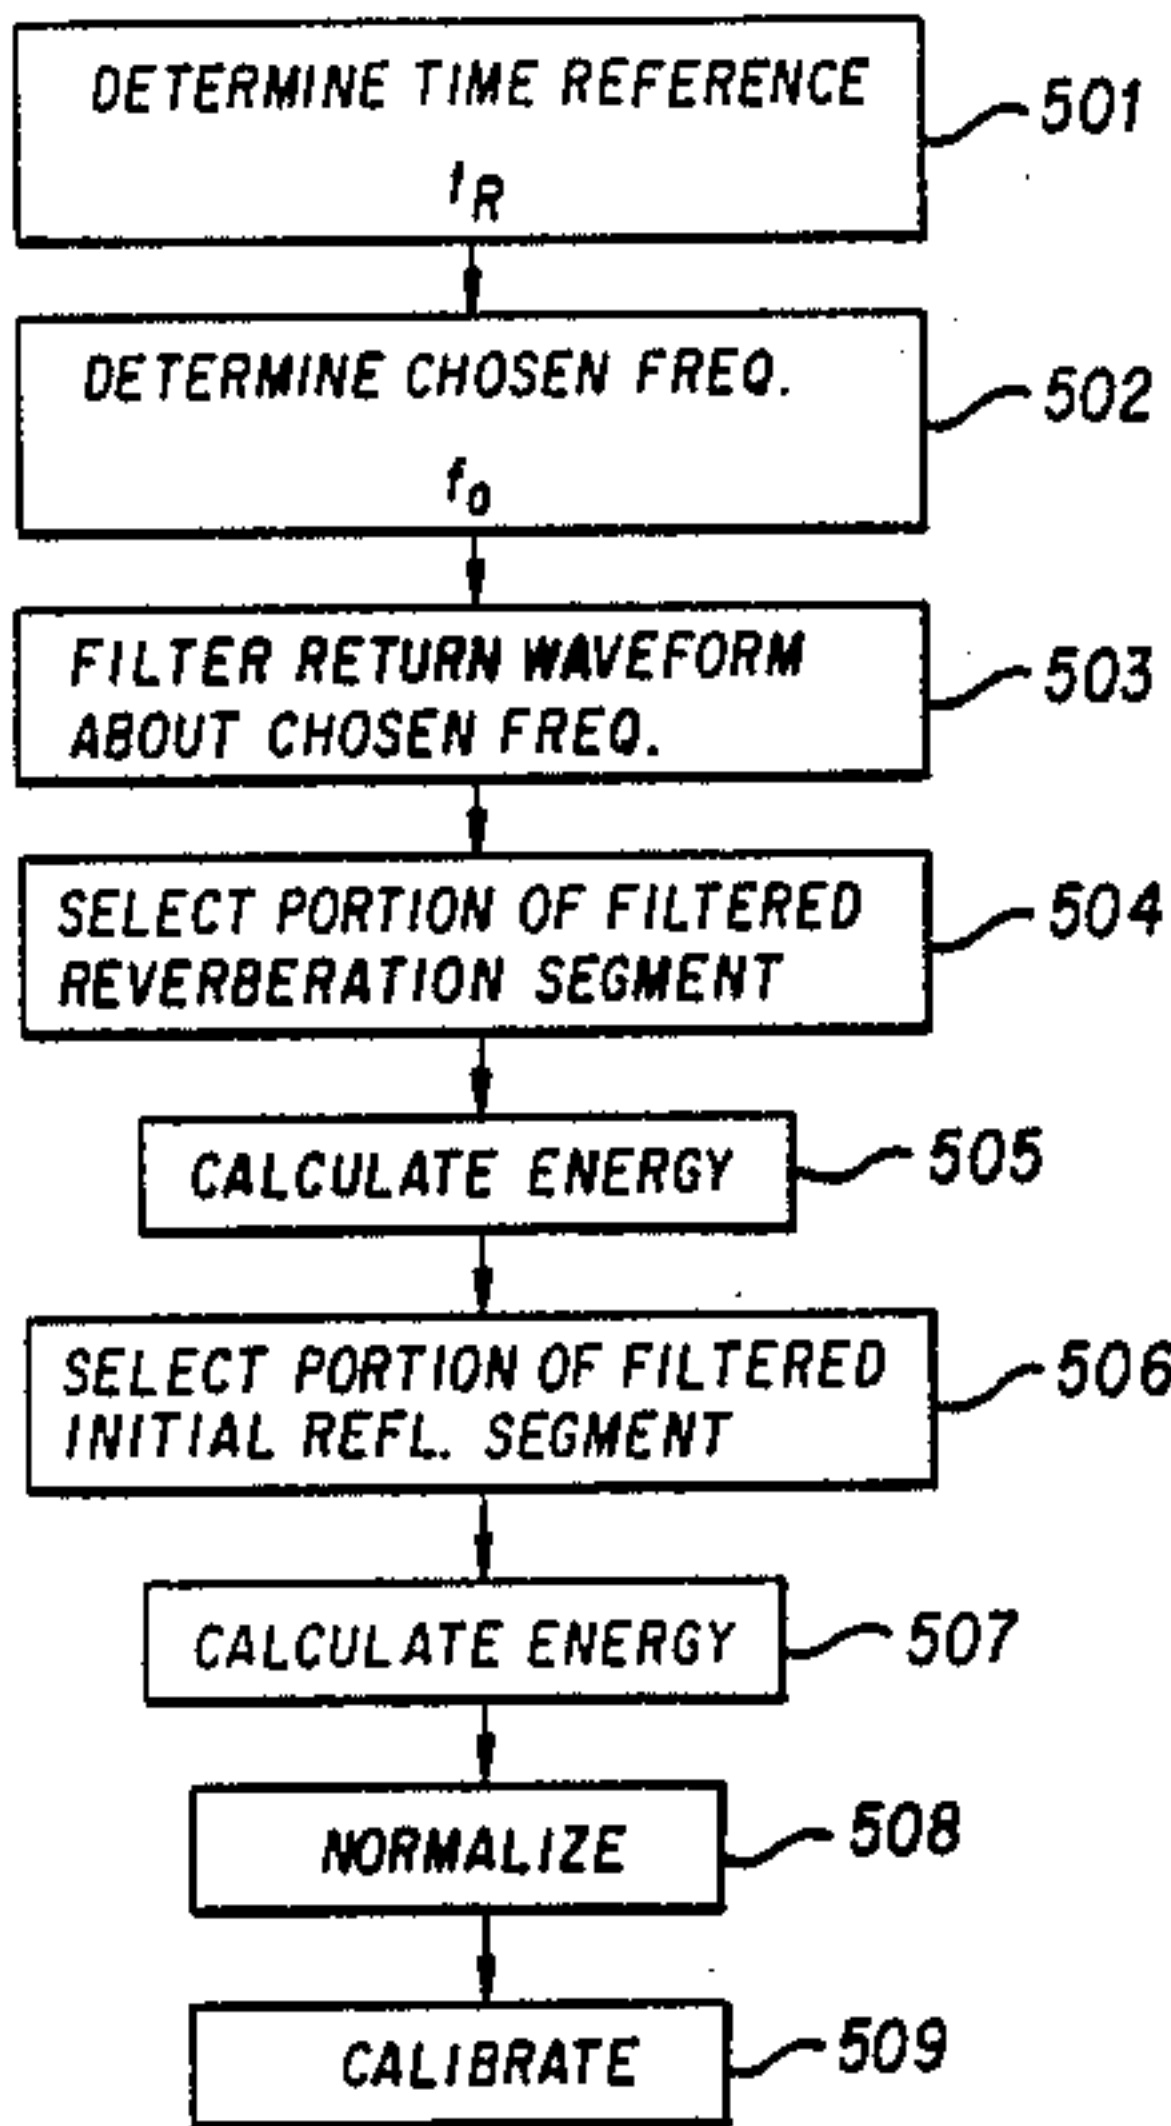 DETERMINE TIME REFERENCE
tR
501
DETERMINE CHOSEN FREQ.
fo
502
FILTER RETURN WAVEFORM
ABOUT CHOSEN FREQ.
503
SELECT PORTION OF FILTERED
REVERBERATION SEGMENT
504
CALCULATE ENERGY
505
SELECT PORTION OF FILTERED
INITIAL REFL. SEGMENT
506
CALCULATE ENERGY
507
NORMALIZE
508
CALIBRATE
509